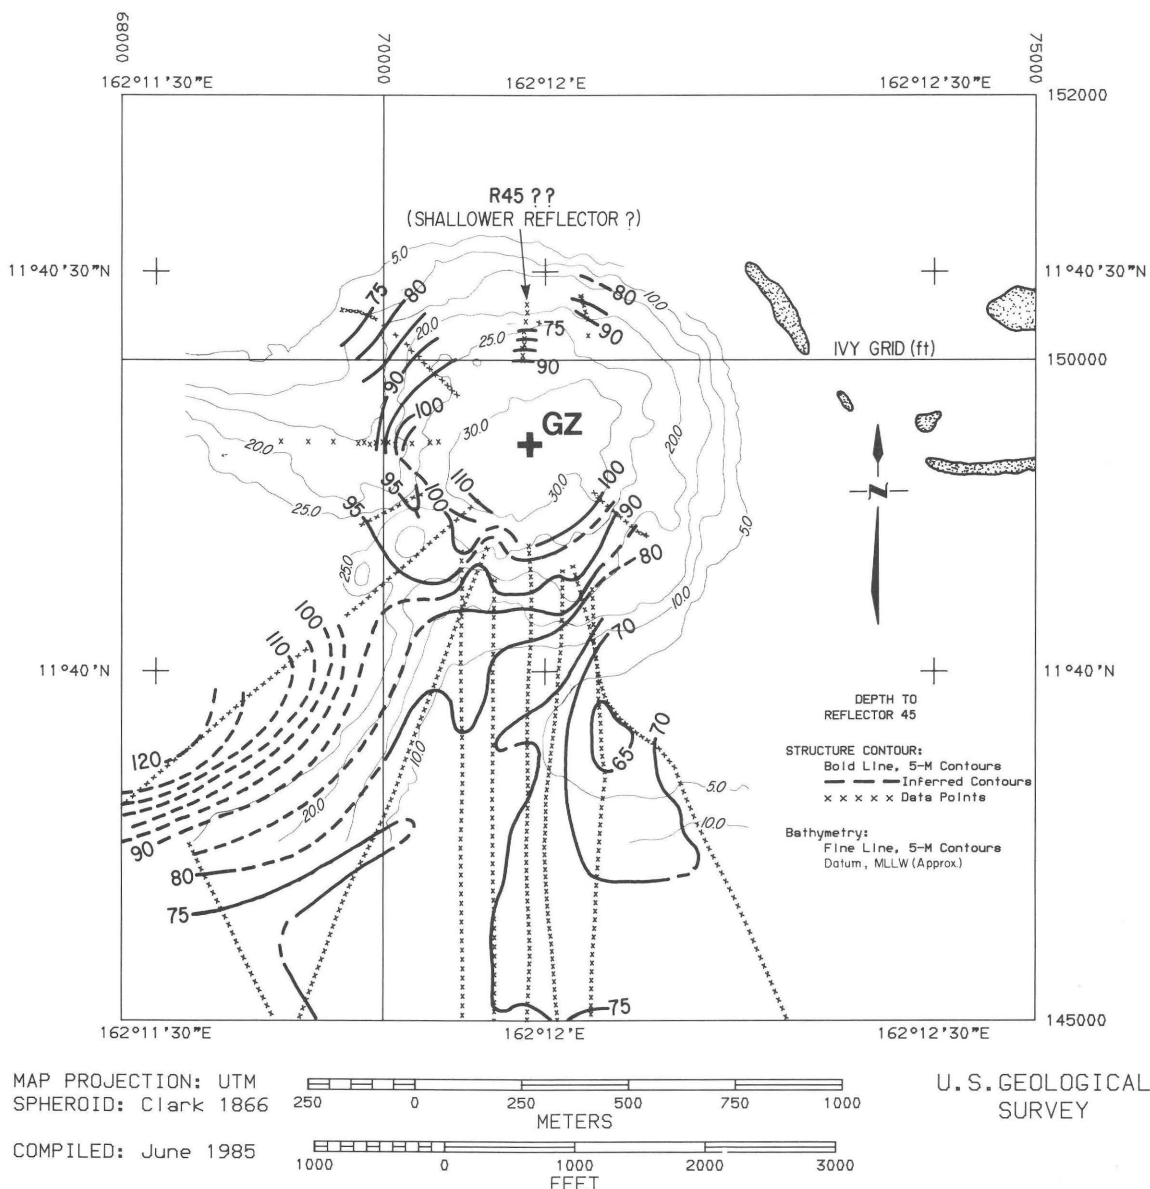 68000
70000
75000
162°11'30"E
162°12'E
162°12'30"E
152000
R45 ??
(SHALLOWER REFLECTOR ?)
5.0
11°40'30"N
11°40'30"N
75
80
80
10.0
20.0
25.0
75
90
90
IVY GRID (ft)
150000
90
100
30.0
GZ
20.0
20.0
95
100
110
100
30.0
N
25.0
95
90
5.0
80
25.0
10.0
100
110
70
11°40'N
11°40'N
DEPTH TO
REFLECTOR 45
70
65
10.0
120
STRUCTURE CONTOUR:
Bold Line, 5-M Contours
Inferred Contours
x x x x x Data Points
5.0
20.0
10.0
90
Bathymetry:
Fine Line, 5-M Contours
Datum, MLLW (Approx.)
80
75
75
145000
162°11'30"E
162°12'E
162°12'30"E
MAP PROJECTION: UTM
SPHEROID: Clark 1866
250 0 250 500 750 1000
METERS
U.S. GEOLOGICAL
SURVEY
COMPILED: June 1985
1000 0 1000 2000 3000
FEET